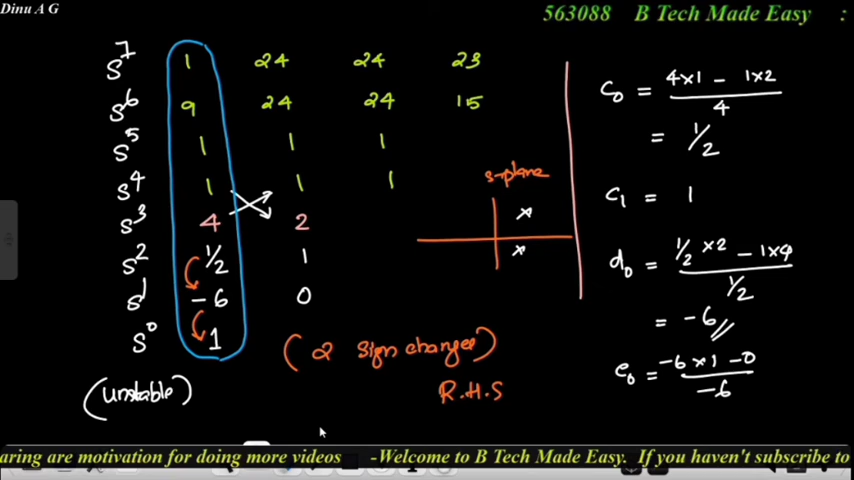 Dinu A G
563088 B Tech Made Easy :
S⁷ 1 24 24 23
S⁶ 9 24 24 15
S⁵ 1 1 1
S⁴ 1 1 1
S³ 4 2
S² 1/2 1
S¹ -6 0
S⁰ 1
(2 sign changes)
R.H.S
(unstable)
s-plane
C₀ = (4×1 - 1×2)/4
= 1/2
C₁ = 1
d₀ = (1/2 ×2 - 1×4)/(1/2)
= -6
e₀ = (-6×1 -0)/-6
aring are motivation for doing more videos -Welcome to B Tech Made Easy. If you haven't subscribe to